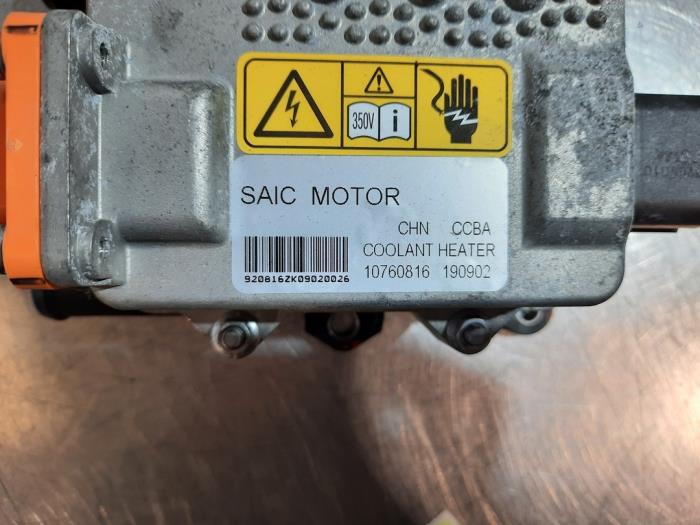 350V i
SAIC MOTOR
CHN CCBA
COOLANT HEATER
920816ZK09020026
10760816 190902